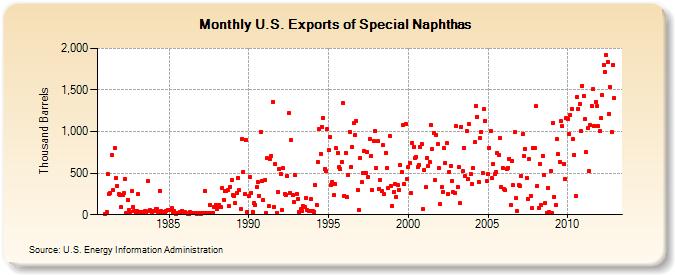 Monthly U.S. Exports of Special Naphthas
Thousand Barrels
2,000
1,500
1,000
500
0
1985 1990 1995 2000 2005 2010
Source: U.S. Energy Information Administration